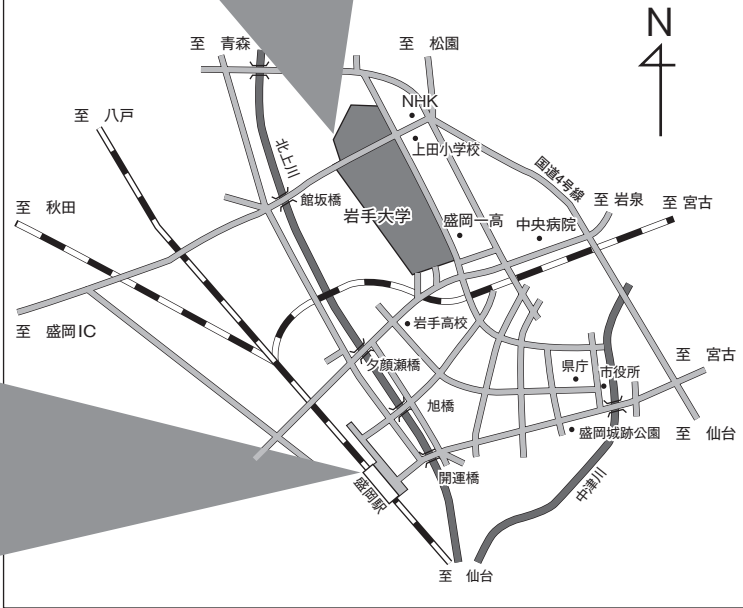 N
至 青森
至 松園
NHK
至 八戸
上田小学校
北上川
国道4号線
館坂橋
至 岩泉
至 宮古
至 秋田
岩手大学
盛岡一高
中央病院
至 盛岡IC
岩手高校
夕顔瀬橋
県庁
市役所
至 宮古
旭橋
盛岡城跡公園
至 仙台
開運橋
盛岡駅
中津川
至 仙台